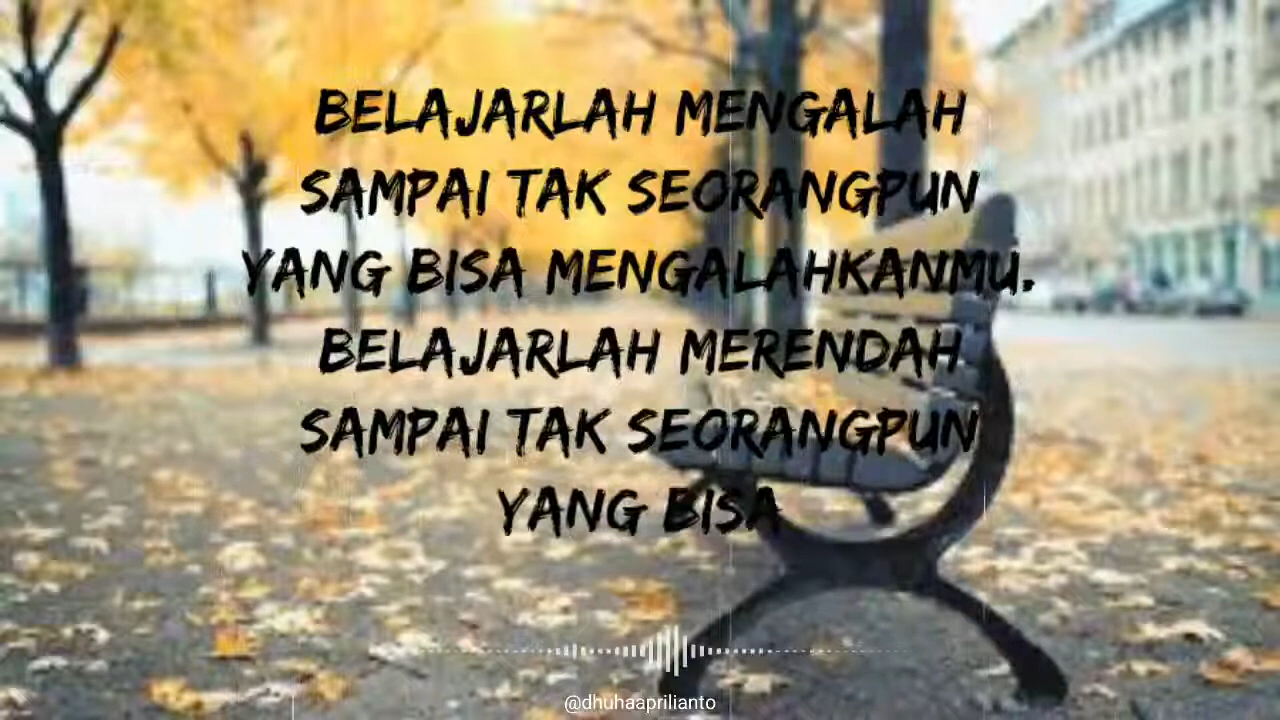 BELAJARLAH MENGALAH
SAMPAI TAK SEORANGPUN
YANG BISA MENGALAHKANMU.
BELAJARLAH MERENDAH
SAMPAI TAK SEORANGPUN
YANG BISA
@dhuhaaprilianto